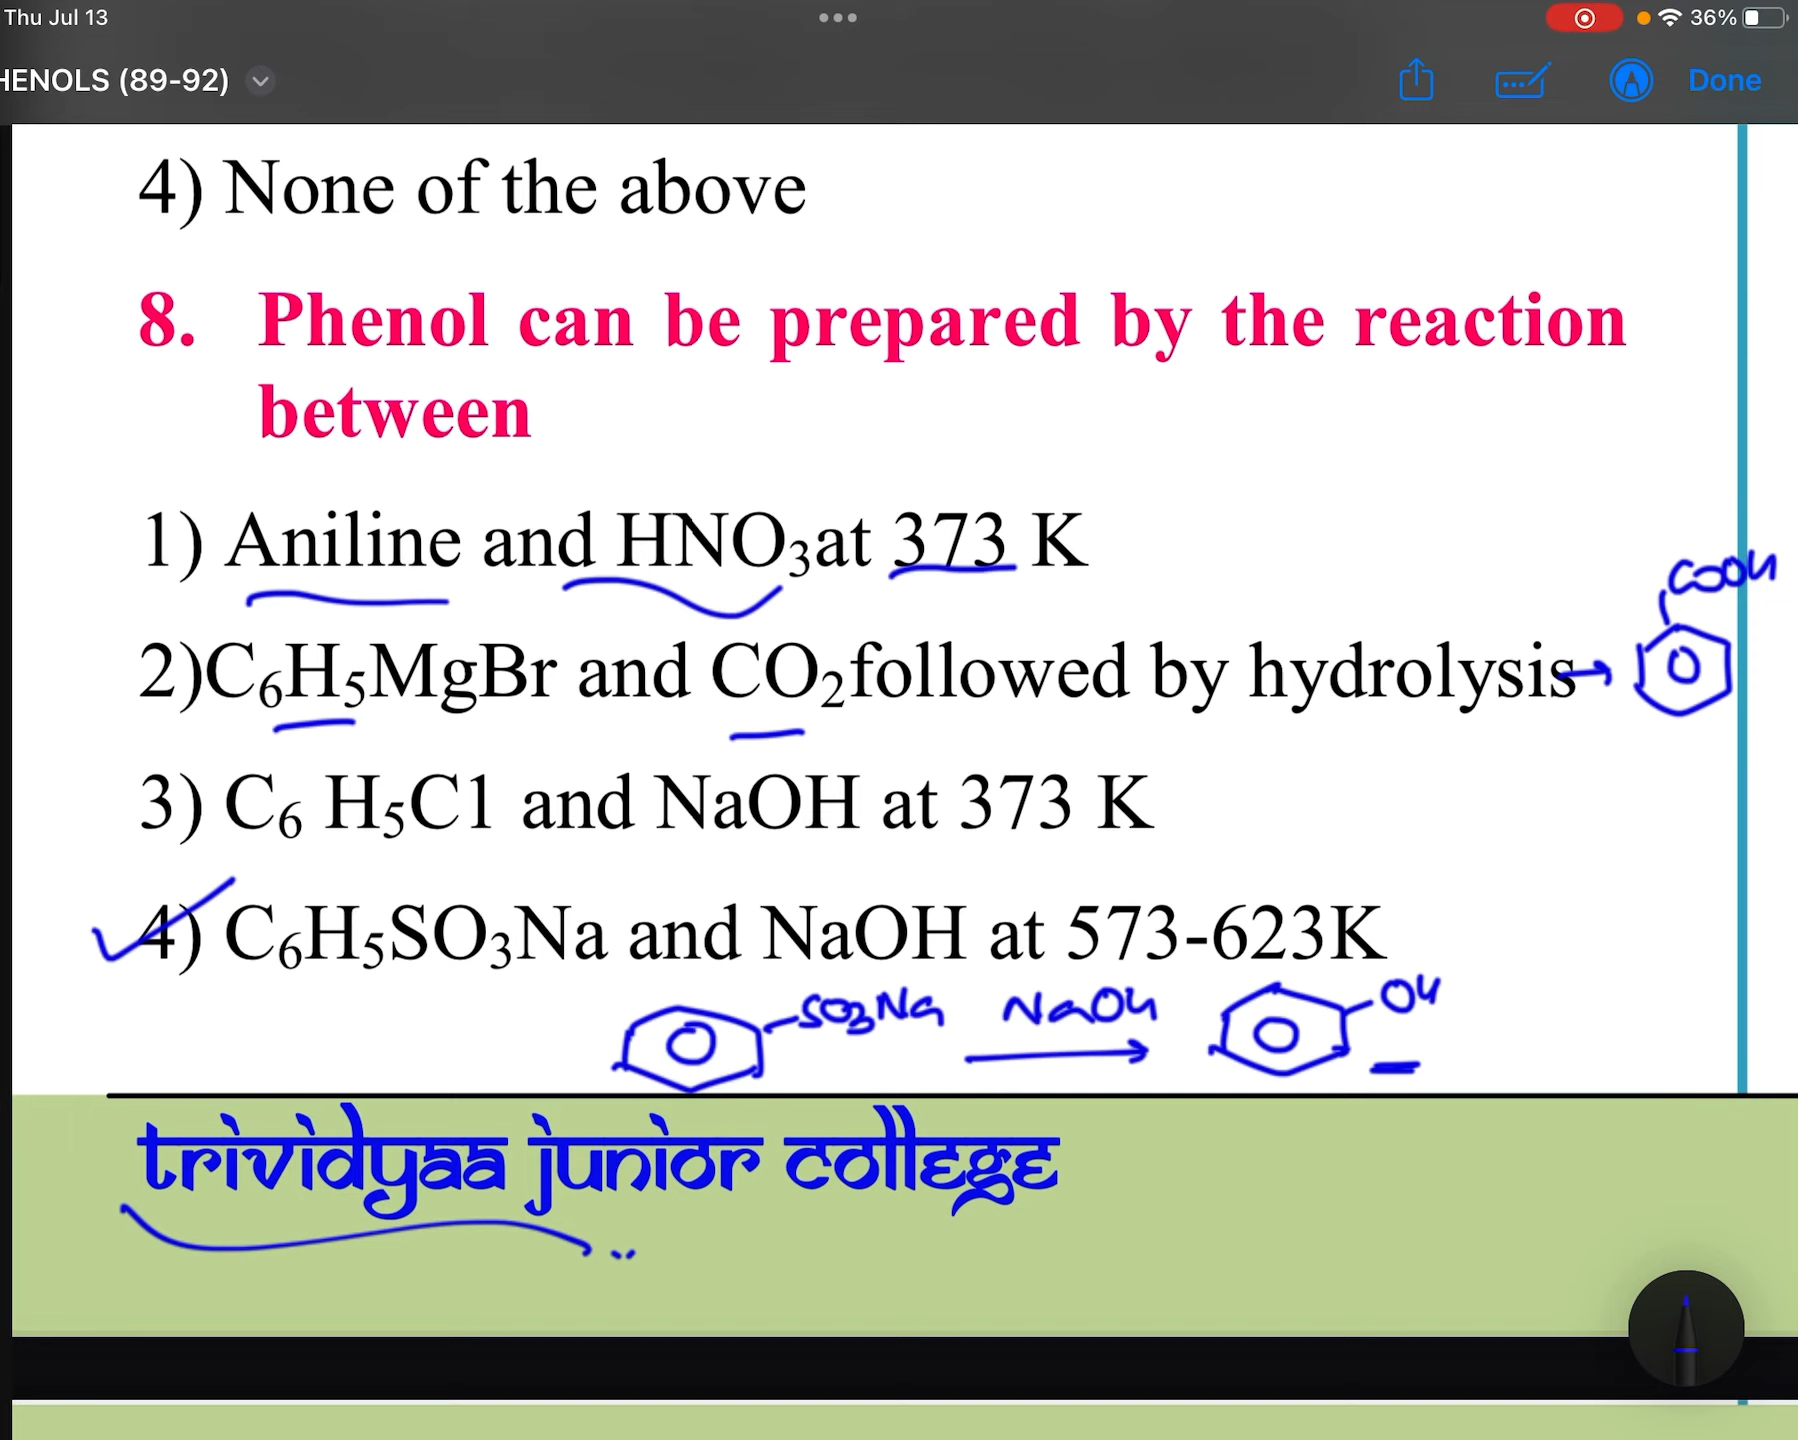 Thu Jul 13
36%
HENOLS (89-92)
Done
4) None of the above
8. Phenol can be prepared by the reaction
between
1) Aniline and HNO₃at 373 K
COOH
2)C₆H₅MgBr and CO₂followed by hydrolysis→
3) C₆ H₅C1 and NaOH at 373 K
4) C₆H₅SO₃Na and NaOH at 573-623K
SO₃Na NaOH OH
trividyaa junior college